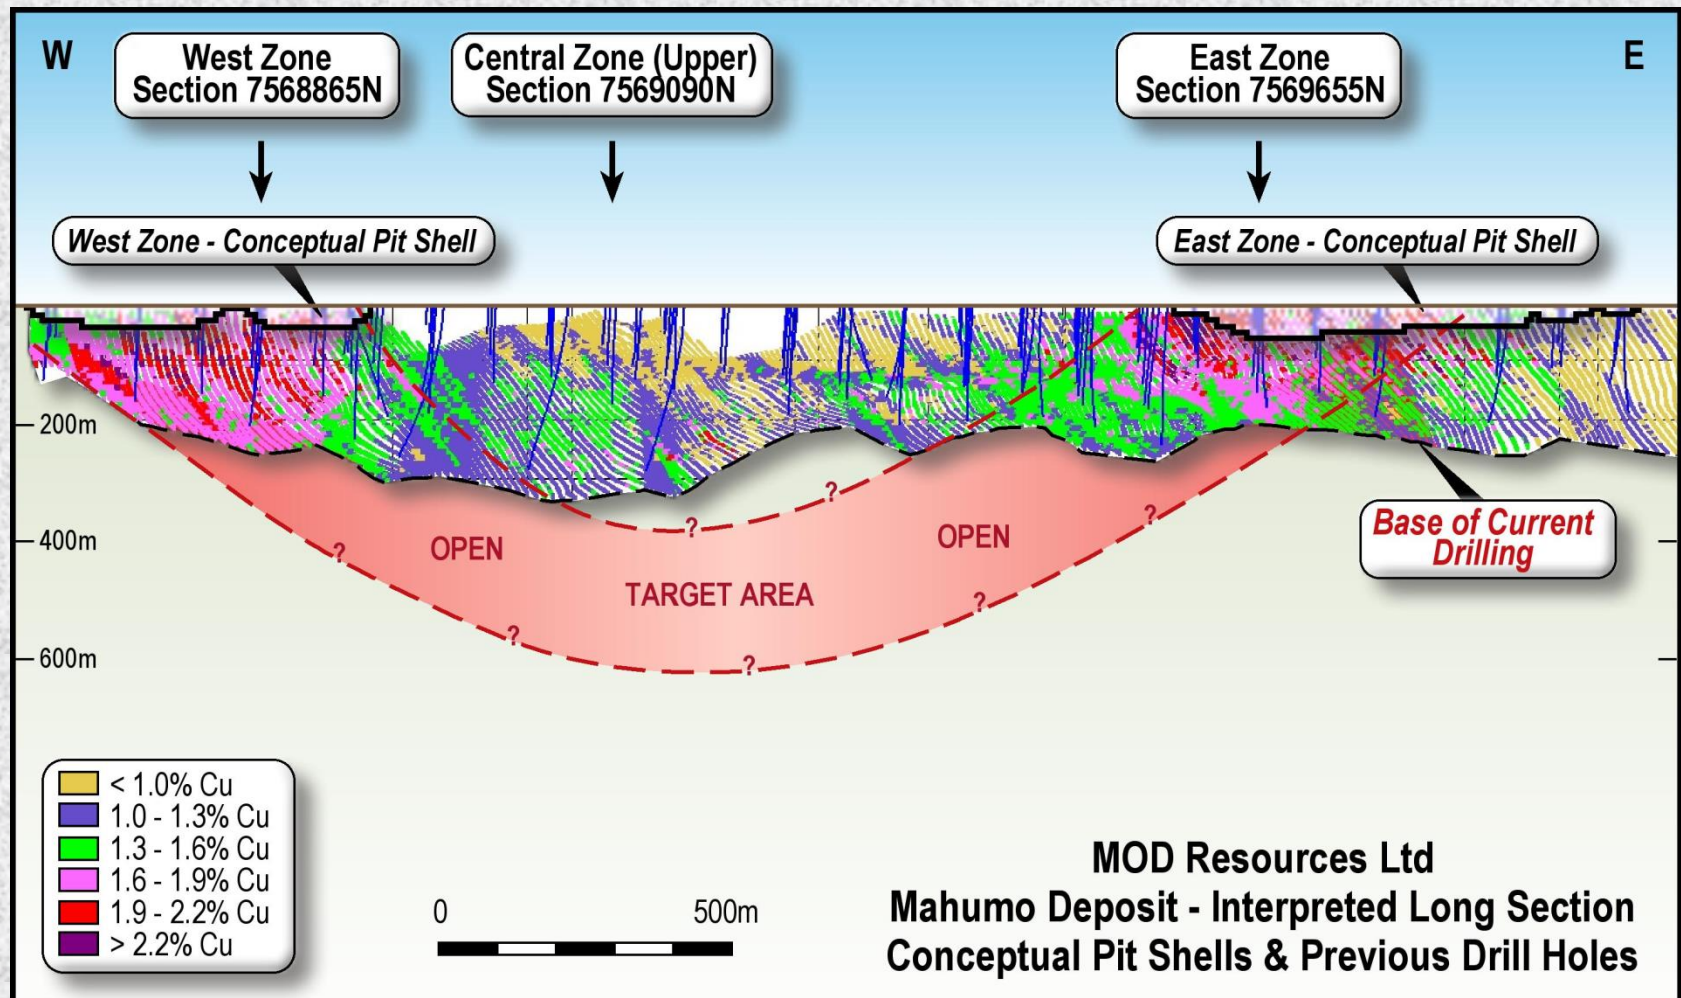 W
West Zone
Section 7568865N
Central Zone (Upper)
Section 7569090N
East Zone
Section 7569655N
E
West Zone - Conceptual Pit Shell
East Zone - Conceptual Pit Shell
200m
400m
600m
OPEN
OPEN
TARGET AREA
?
?
?
?
?
?
?
Base of Current
Drilling
< 1.0% Cu
1.0 - 1.3% Cu
1.3 - 1.6% Cu
1.6 - 1.9% Cu
1.9 - 2.2% Cu
> 2.2% Cu
0
500m
MOD Resources Ltd
Mahumo Deposit - Interpreted Long Section
Conceptual Pit Shells & Previous Drill Holes